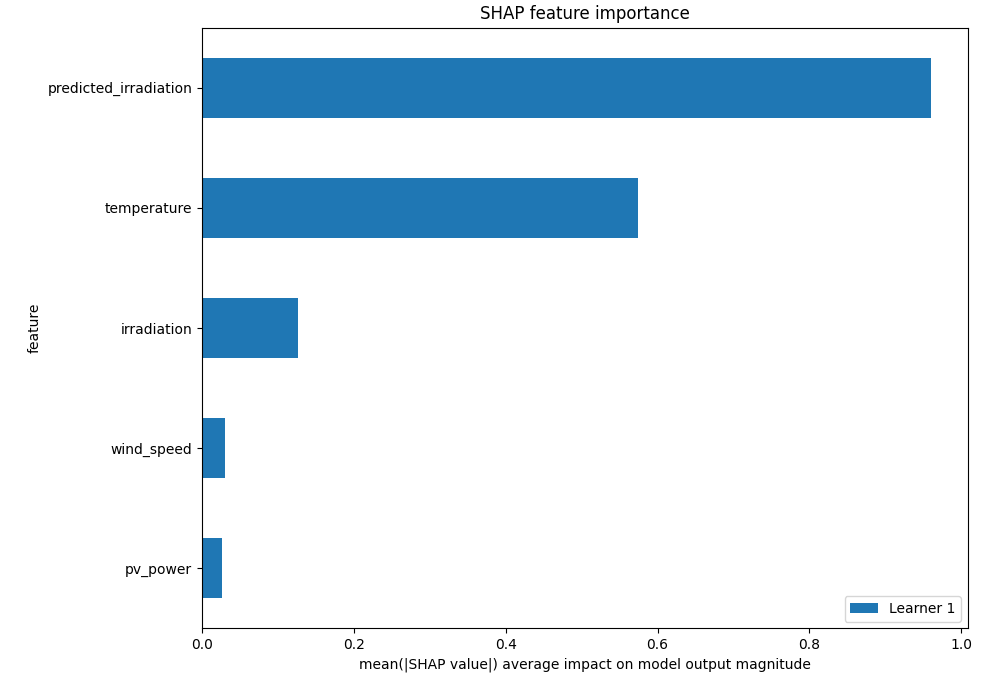 SHAP feature importance
feature
predicted_irradiation
temperature
irradiation
wind_speed
pv_power
Learner 1
0.0 0.2 0.4 0.6 0.8 1.0
mean(|SHAP value|) average impact on model output magnitude